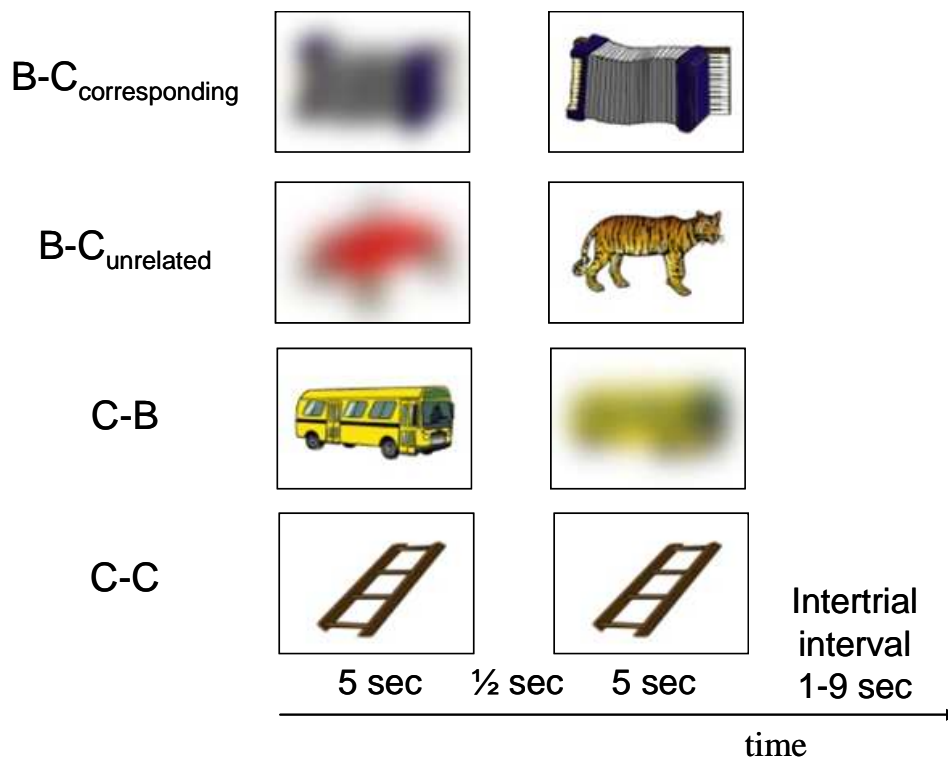 B-Ccorresponding
B-Cunrelated
C-B
C-C
Intertrial
interval
5 sec ½ sec 5 sec 1-9 sec
time